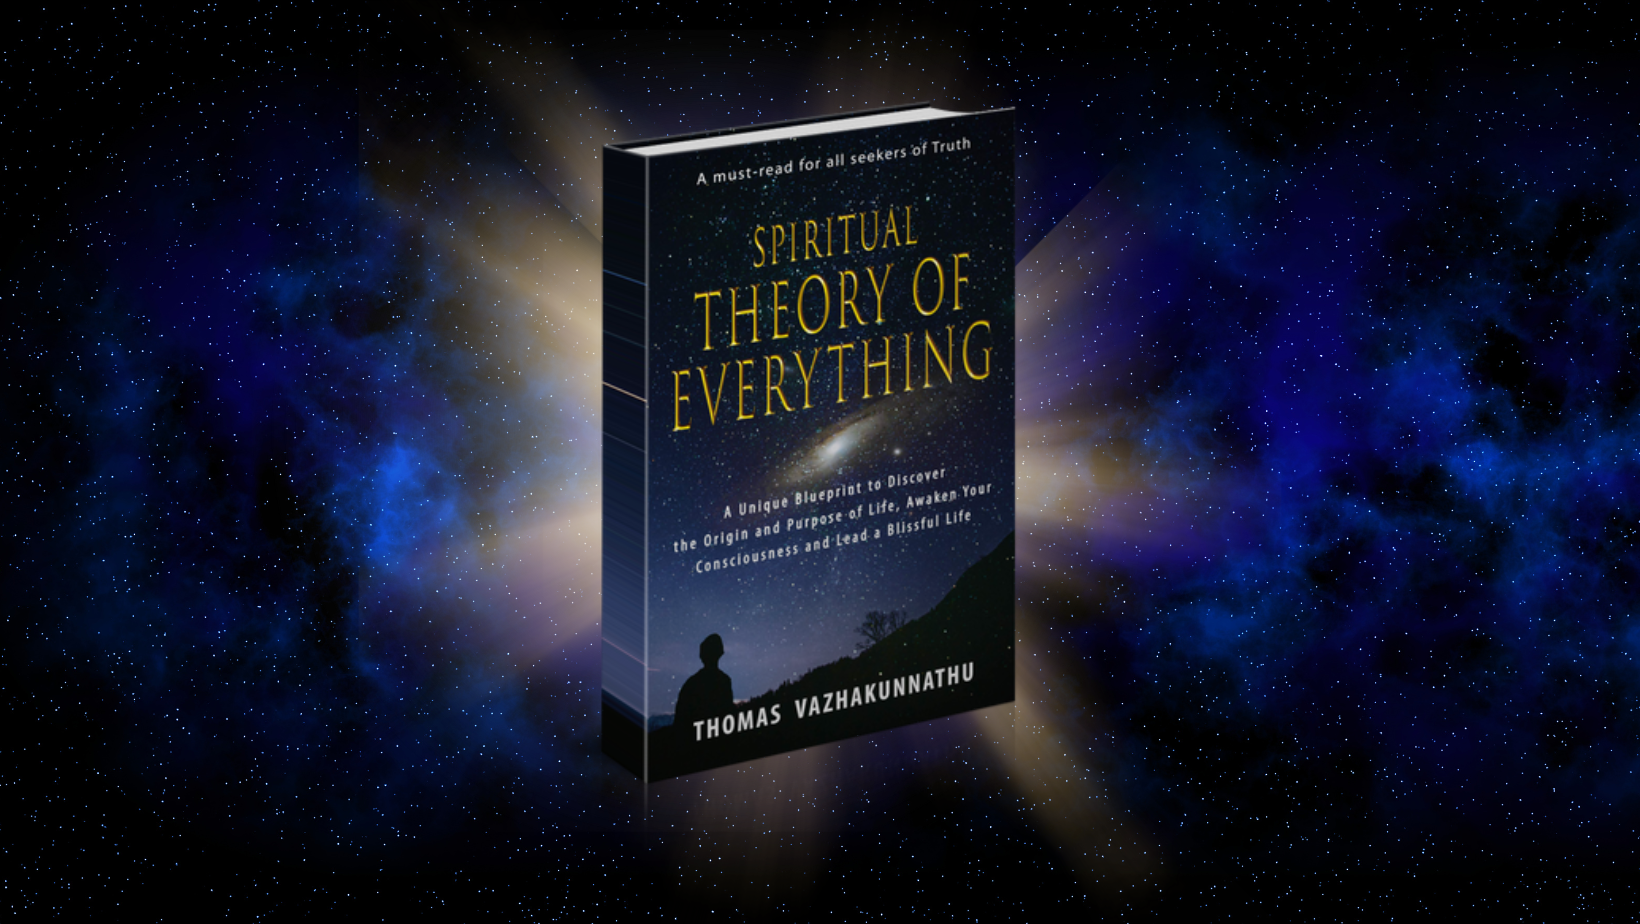 A must-read for all seekers of Truth
SPIRITUAL
THEORY OF
EVERYTHING
A Unique Blueprint to Discover
the Origin and Purpose of Life, Awaken Your
Consciousness and Lead a Blissful Life
THOMAS VAZHAKUNNATHU